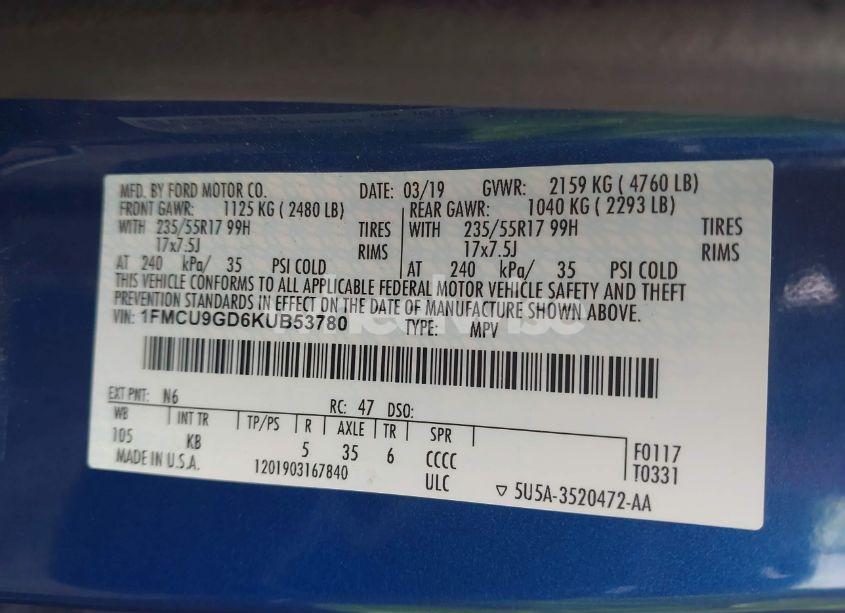 MFD. BY FORD MOTOR CO. DATE: 03/19 GVWR: 2159 KG ( 4760 LB)
FRONT GAWR: 1125 KG ( 2480 LB) REAR GAWR: 1040 KG ( 2293 LB)
WITH 235/55R17 99H TIRES WITH 235/55R17 99H TIRES
17x7.5J RIMS 17x7.5J RIMS
AT 240 kPa/ 35 PSI COLD AT 240 kPa/ 35 PSI COLD
THIS VEHICLE CONFORMS TO ALL APPLICABLE FEDERAL MOTOR VEHICLE SAFETY AND THEFT
PREVENTION STANDARDS IN EFFECT ON THE DATE OF MANUFACTURE SHOWN ABOVE.
VIN: 1FMCU9GD6KUB53780 TYPE: MPV
EXT PNT: N6 RC: 47 DSO:
WB INT TR TP/PS R AXLE TR SPR F0117
105 KB 5 35 6 CCCC T0331
MADE IN U.S.A. 1201903167840 ULC ▽ 5U5A-3520472-AA